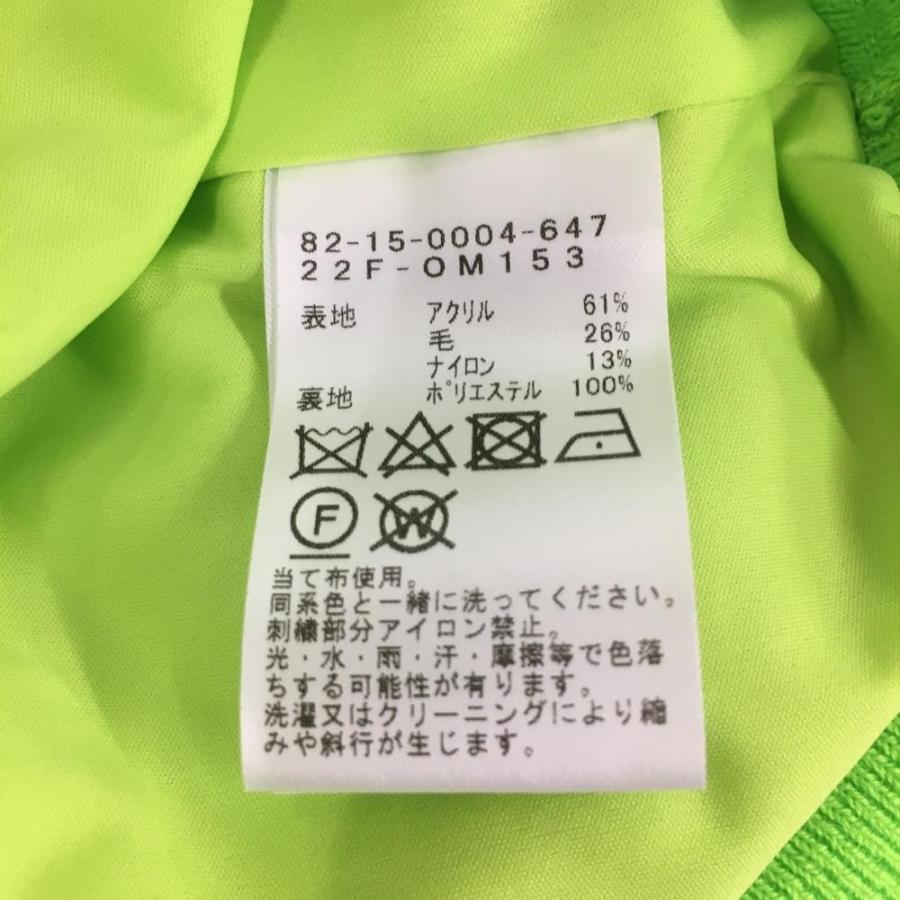 82-15-0004-647
22F-OM153
表地 アクリル 61%
毛 26%
ナイロン 13%
裏地 ポリエステル 100%
F W
当て布使用。
同系色と一緒に洗ってください。
刺繍部分アイロン禁止。
光・水・雨・汗・摩擦等で色落
ちする可能性が有ります。
洗濯又はクリーニングにより縮
みや斜行が生じます。